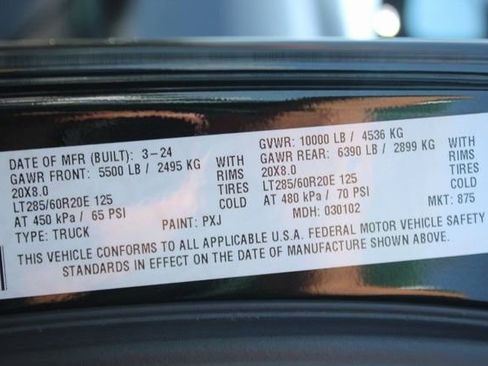 DATE OF MFR (BUILT): 3-24 GVWR: 10000 LB / 4536 KG
GAWR FRONT: 5500 LB / 2495 KG WITH GAWR REAR: 6390 LB / 2899 KG WITH
20X8.0 RIMS 20X8.0 RIMS
LT285/60R20E 125 TIRES LT285/60R20E 125 TIRES
AT 450 kPa / 65 PSI COLD AT 480 kPa / 70 PSI COLD
TYPE: TRUCK PAINT: PXJ MDH: 030102 MKT: 875
THIS VEHICLE CONFORMS TO ALL APPLICABLE U.S.A. FEDERAL MOTOR VEHICLE SAFETY
STANDARDS IN EFFECT ON THE DATE OF MANUFACTURE SHOWN ABOVE.